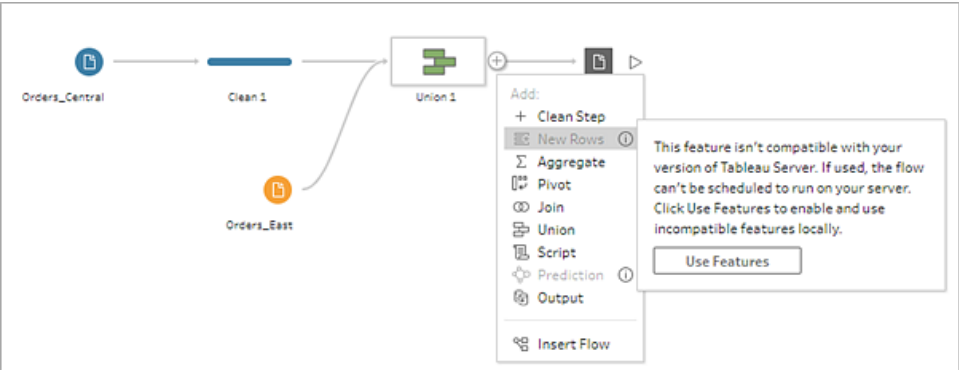 Orders_Central
Clean 1
Union 1
Orders_East
Add:
Clean Step
New Rows
Aggregate
Pivot
Join
Union
Script
Prediction
Output
Insert Flow
This feature isn't compatible with your
version of Tableau Server. If used, the flow
can't be scheduled to run on your server.
Click Use Features to enable and use
incompatible features locally.
Use Features